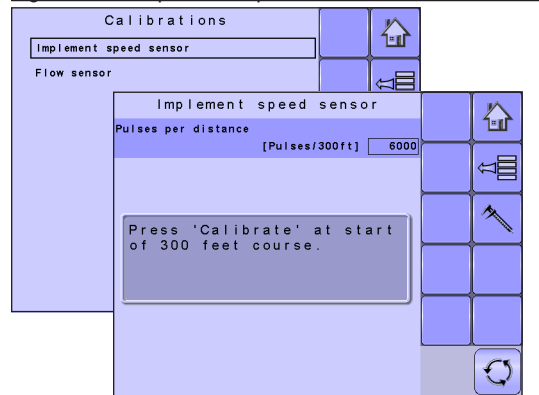 Calibrations
Implement speed sensor
Flow sensor
Implement speed sensor
Pulses per distance
[Pulses/300ft] 6000
Press 'Calibrate' at start
of 300 feet course.